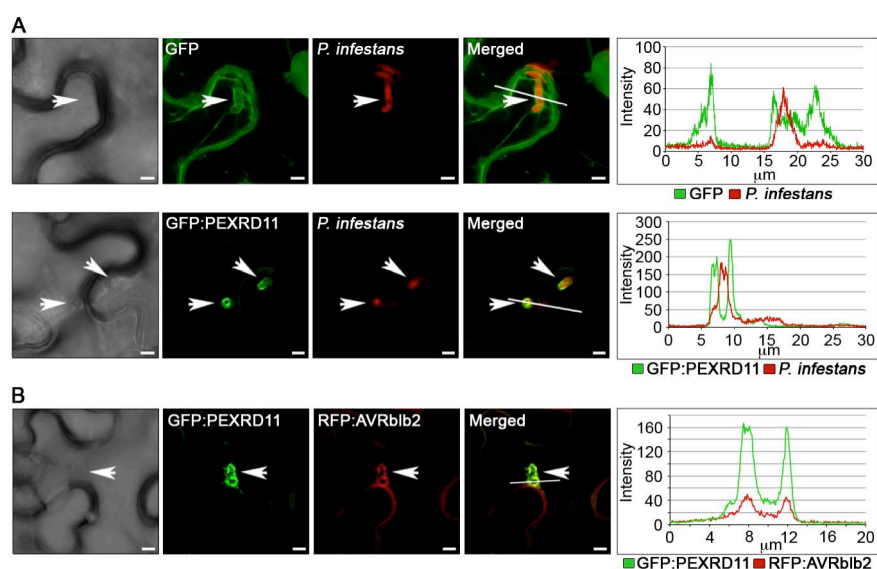 A
GFP
P. infestans
Merged
Intensity
100
80
60
40
20
0
0 5 10 15 20 25 30
μm
GFP P. infestans
GFP:PEXRD11
P. infestans
Merged
Intensity
300
250
200
150
100
50
0
0 5 10 15 20 25 30
μm
GFP:PEXRD11 P. infestans
B
GFP:PEXRD11
RFP:AVRblb2
Merged
Intensity
160
120
80
40
0
0 4 8 12 16 20
μm
GFP:PEXRD11 RFP:AVRblb2